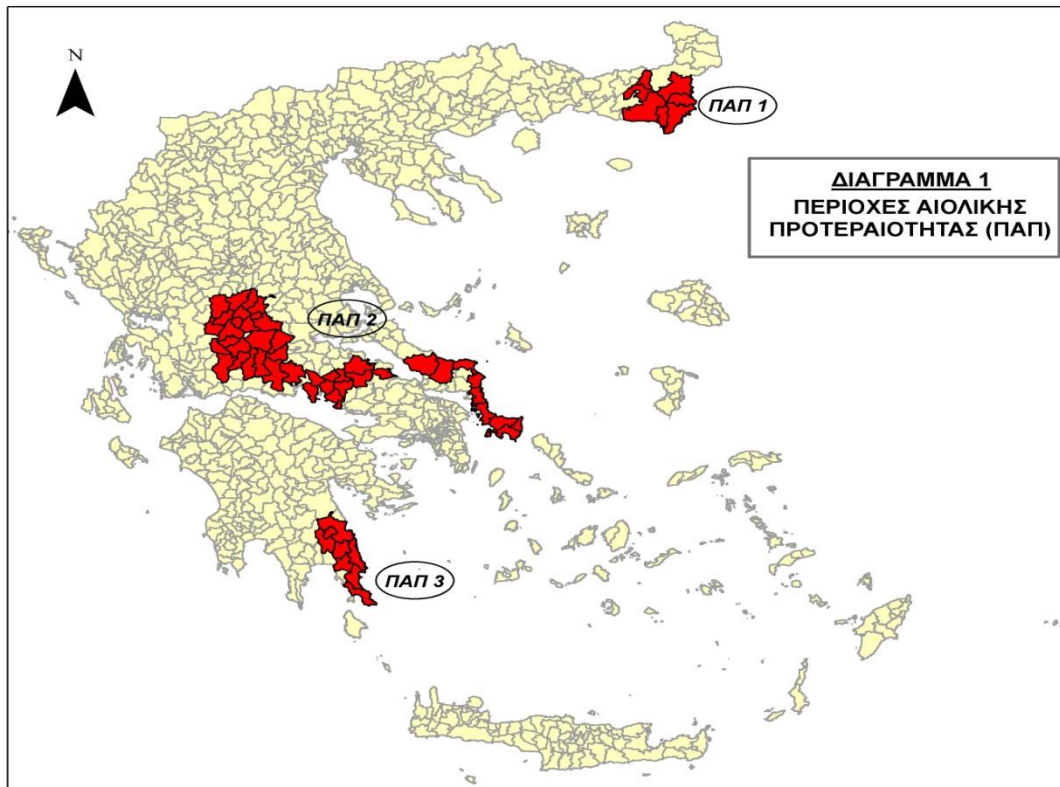 N
ΠΑΠ 1
ΔΙΑΓΡΑΜΜΑ 1
ΠΕΡΙΟΧΕΣ ΑΙΟΛΙΚΗΣ
ΠΡΟΤΕΡΑΙΟΤΗΤΑΣ (ΠΑΠ)
ΠΑΠ 2
ΠΑΠ 3